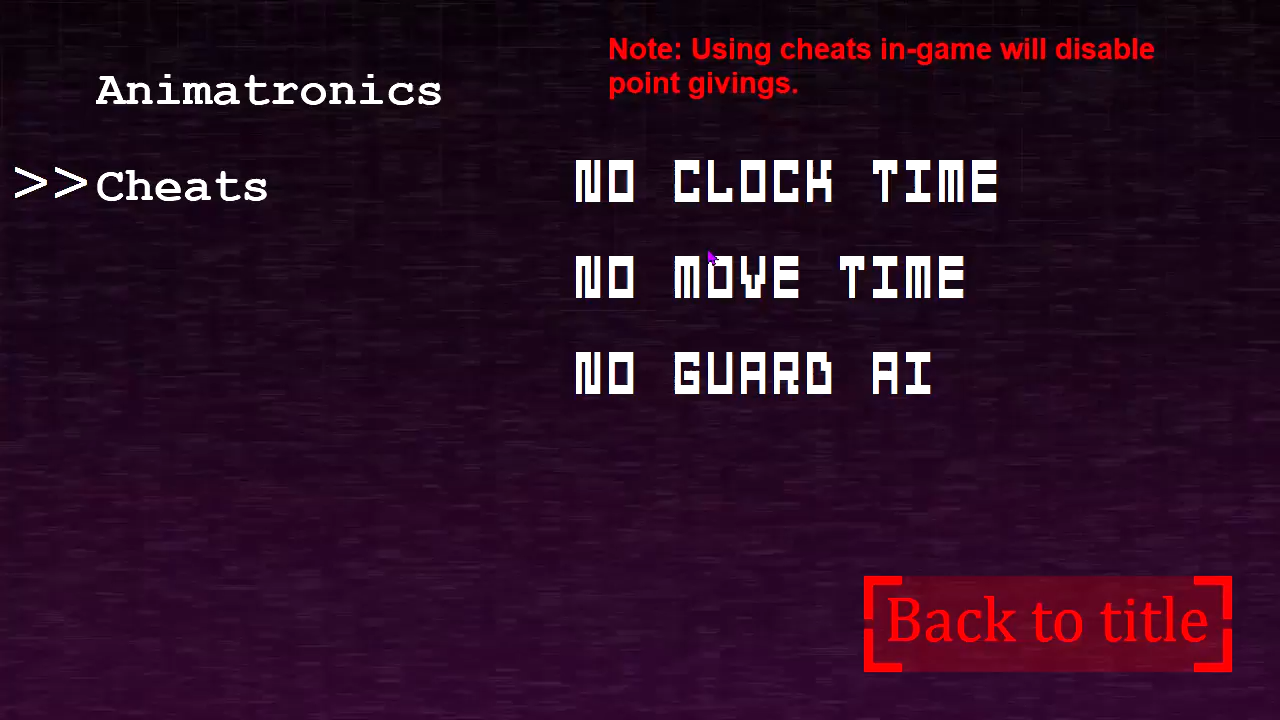 Note: Using cheats in-game will disable
point givings.
Animatronics
>>Cheats
NO CLOCK TIME
NO MOVE TIME
NO GUARD AI
Back to title